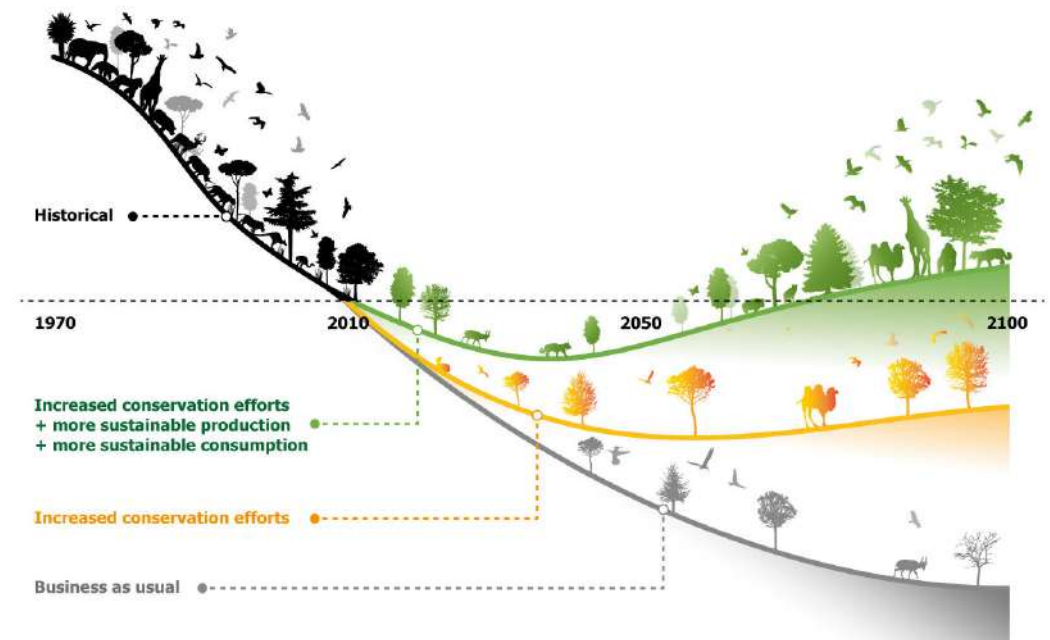 Historical
1970
2010
2050
2100
Increased conservation efforts
+ more sustainable production
+ more sustainable consumption
Increased conservation efforts
Business as usual